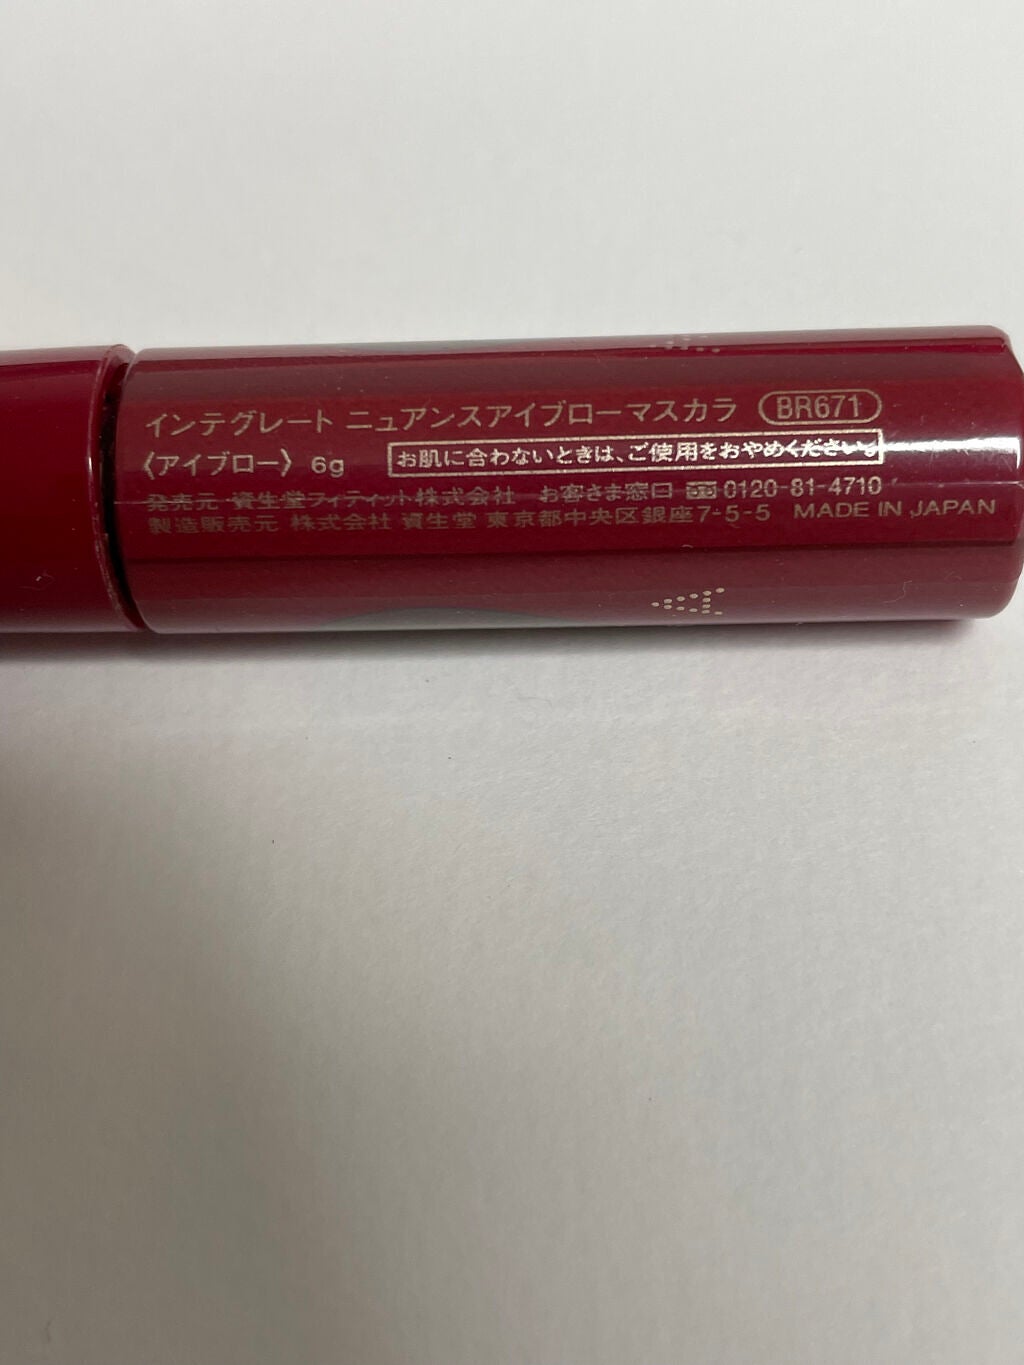 インテグレート ニュアンスアイブローマスカラ BR671
〈アイブロー〉 6g お肌に合わないときは、ご使用をおやめください。
発売元 資生堂フィティット株式会社 お客さま窓口 0120-81-4710
製造販売元 株式会社 資生堂 東京都中央区銀座7-5-5 MADE IN JAPAN